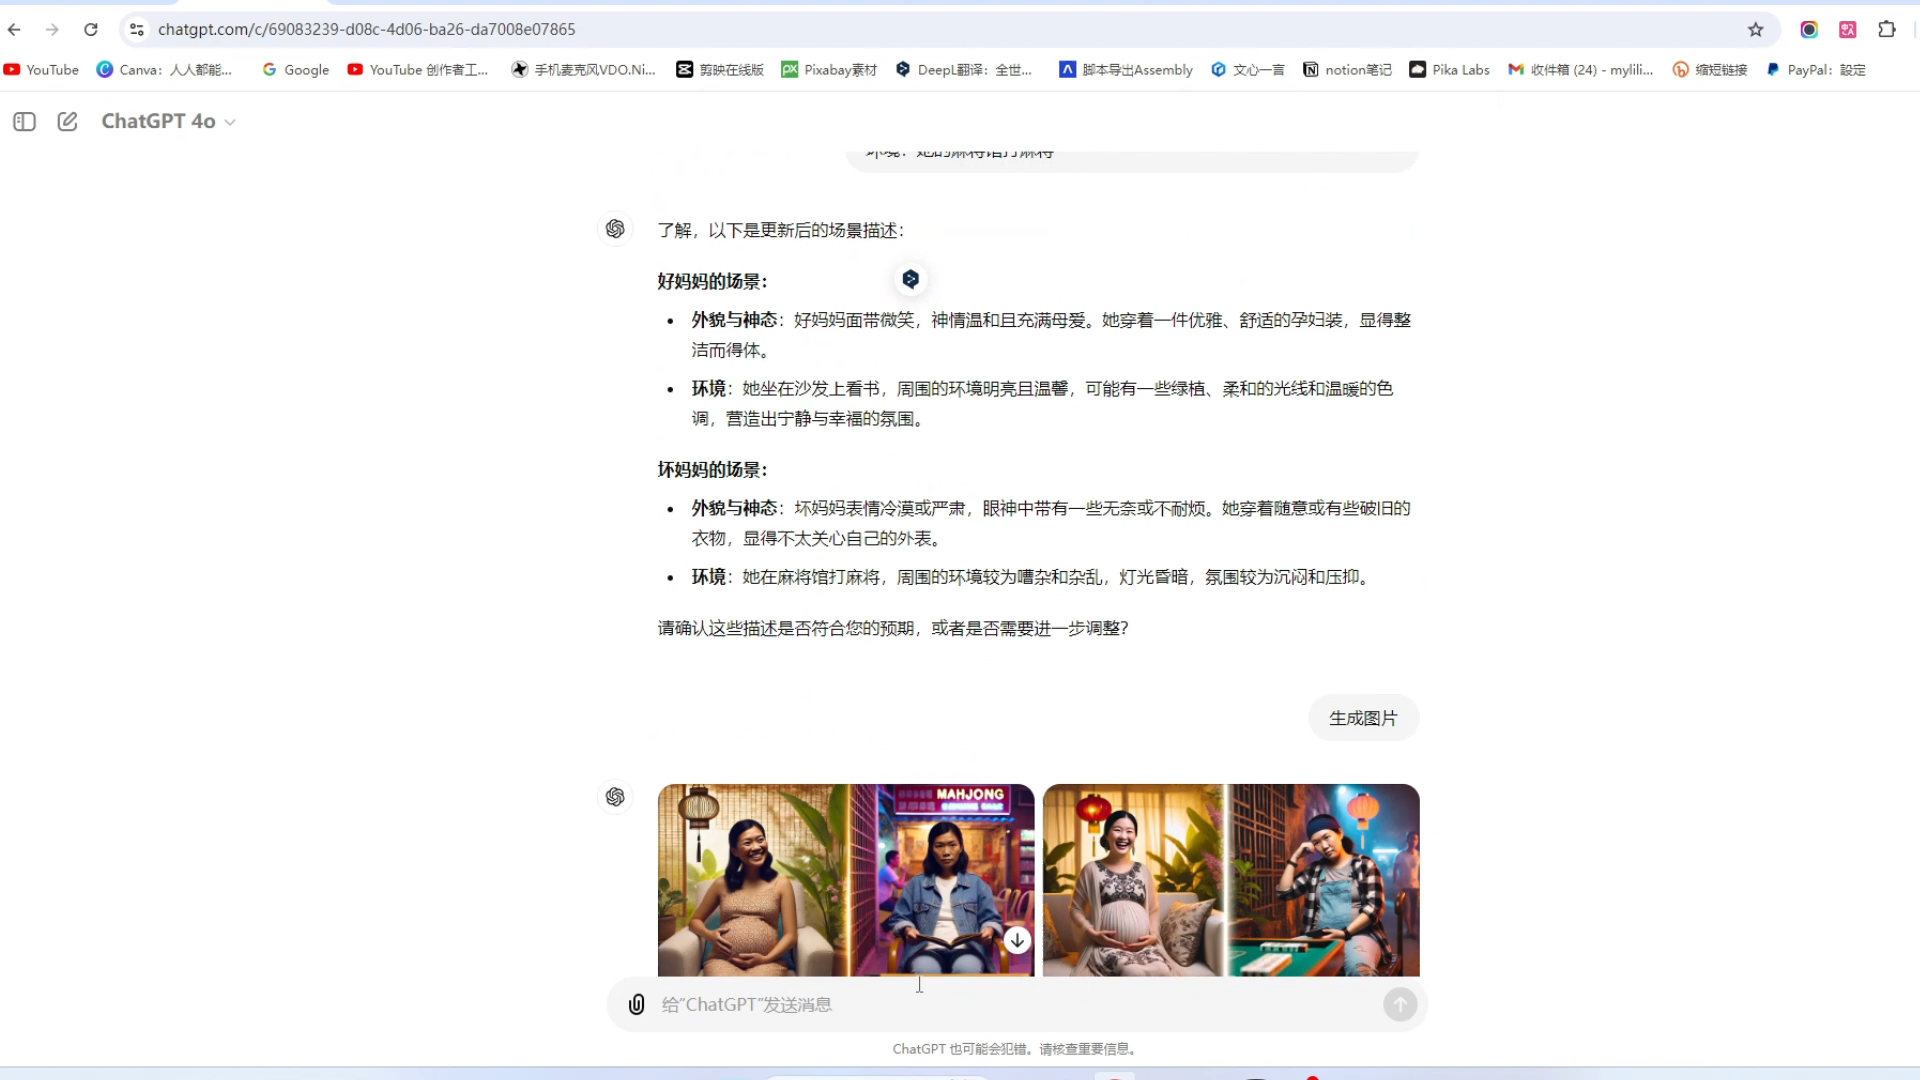 chatgpt.com/c/69083239-d08c-4d06-ba26-da7008e07865
YouTube
Canva：人人都能...
Google
YouTube 创作者工...
手机麦克风VDO.Ni...
剪映在线版
Pixabay素材
DeepL翻译：全世...
脚本导出Assembly
文心一言
notion笔记
Pika Labs
收件箱 (24) - mylili...
缩短链接
PayPal：設定
ChatGPT 4o
环境：她的麻将馆打麻将
了解，以下是更新后的场景描述：
好妈妈的场景：
• 外貌与神态：好妈妈面带微笑，神情温和且充满母爱。她穿着一件优雅、舒适的孕妇装，显得整
洁而得体。
• 环境：她坐在沙发上看书，周围的环境明亮且温馨，可能有一些绿植、柔和的光线和温暖的色
调，营造出宁静与幸福的氛围。
坏妈妈的场景：
• 外貌与神态：坏妈妈表情冷漠或严肃，眼神中带有一些无奈或不耐烦。她穿着随意或有些破旧的
衣物，显得不太关心自己的外表。
• 环境：她在麻将馆打麻将，周围的环境较为嘈杂和杂乱，灯光昏暗，氛围较为沉闷和压抑。
请确认这些描述是否符合您的预期，或者是否需要进一步调整？
生成图片
MAHJONG
给“ChatGPT”发送消息
ChatGPT 也可能会犯错。请核查重要信息。